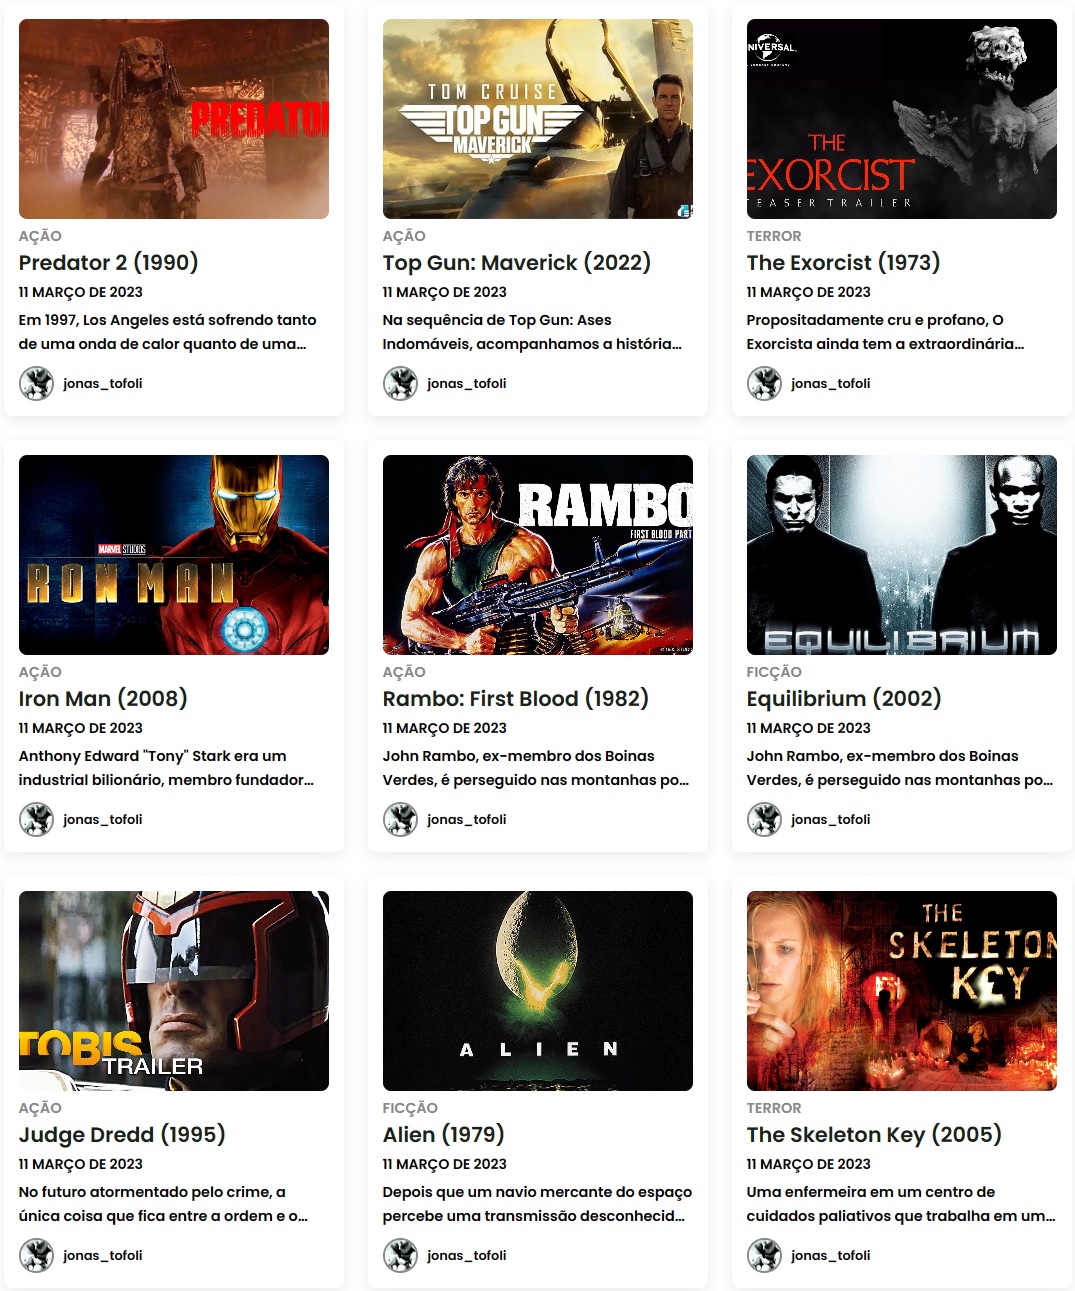 PREDATOR
AÇÃO
Predator 2 (1990)
11 MARÇO DE 2023
Em 1997, Los Angeles está sofrendo tanto
de uma onda de calor quanto de uma...
jonas_tofoli
TOM CRUISE
TOP GUN
MAVERICK
AÇÃO
Top Gun: Maverick (2022)
11 MARÇO DE 2023
Na sequência de Top Gun: Ases
Indomáveis, acompanhamos a história...
jonas_tofoli
NIVERSAL
THE
EXORCIST
TEASER TRAILER
TERROR
The Exorcist (1973)
11 MARÇO DE 2023
Propositadamente cru e profano, O
Exorcista ainda tem a extraordinária...
jonas_tofoli
MARVEL STUDIOS
RON MAN
AÇÃO
Iron Man (2008)
11 MARÇO DE 2023
Anthony Edward "Tony" Stark era um
industrial bilionário, membro fundador...
jonas_tofoli
RAMBO
FIRST BLOOD PART
AÇÃO
Rambo: First Blood (1982)
11 MARÇO DE 2023
John Rambo, ex-membro dos Boinas
Verdes, é perseguido nas montanhas po...
jonas_tofoli
EQUILIBRIUM
FICÇÃO
Equilibrium (2002)
11 MARÇO DE 2023
John Rambo, ex-membro dos Boinas
Verdes, é perseguido nas montanhas po...
jonas_tofoli
TOBIS
TRAILER
AÇÃO
Judge Dredd (1995)
11 MARÇO DE 2023
No futuro atormentado pelo crime, a
única coisa que fica entre a ordem e o...
jonas_tofoli
ALIEN
FICÇÃO
Alien (1979)
11 MARÇO DE 2023
Depois que um navio mercante do espaço
percebe uma transmissão desconhecid...
jonas_tofoli
THE
SKELETON
KEY
TERROR
The Skeleton Key (2005)
11 MARÇO DE 2023
Uma enfermeira em um centro de
cuidados paliativos que trabalha em um...
jonas_tofoli